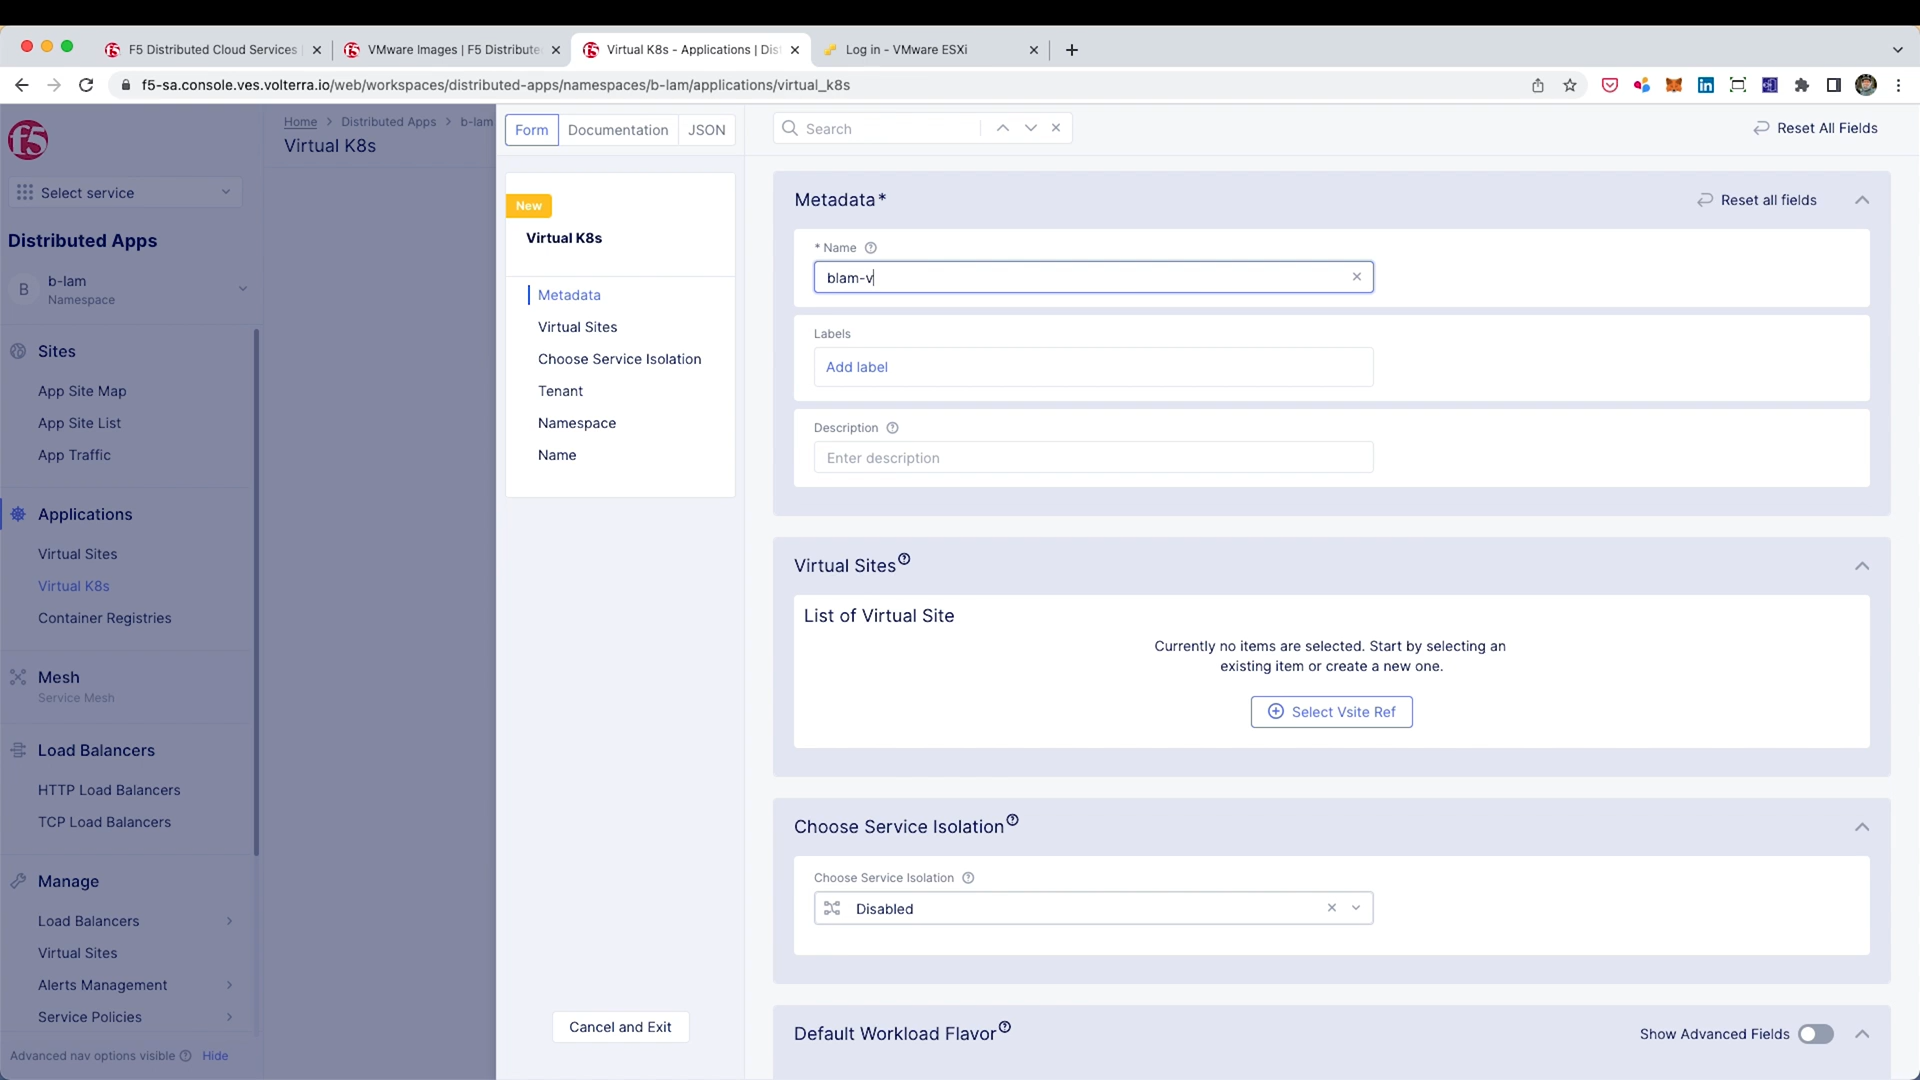 F5 Distributed Cloud Services
VMware Images | F5 Distribute
Virtual K8s - Applications | Dis
Log in - VMware ESXi
f5-sa.console.ves.volterra.io/web/workspaces/distributed-apps/namespaces/b-lam/applications/virtual_k8s
f5
Select service
Distributed Apps
B
b-lam
Namespace
Sites
App Site Map
App Site List
App Traffic
Applications
Virtual Sites
Virtual K8s
Container Registries
Mesh
Service Mesh
Load Balancers
HTTP Load Balancers
TCP Load Balancers
Manage
Load Balancers
Virtual Sites
Alerts Management
Service Policies
Advanced nav options visible Hide
Home > Distributed Apps > b-lam
Virtual K8s
Form Documentation JSON
New
Virtual K8s
Metadata
Virtual Sites
Choose Service Isolation
Tenant
Namespace
Name
Cancel and Exit
Search
Reset All Fields
Metadata*
Reset all fields
* Name
blam-v
Labels
Add label
Description
Enter description
Virtual Sites
List of Virtual Site
Currently no items are selected. Start by selecting an
existing item or create a new one.
Select Vsite Ref
Choose Service Isolation
Choose Service Isolation
Disabled
Default Workload Flavor
Show Advanced Fields